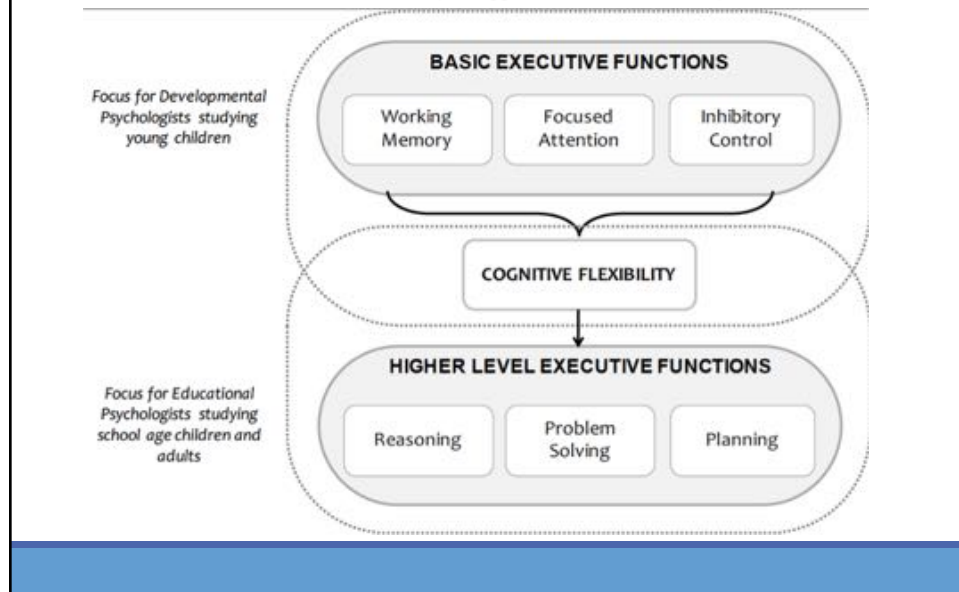 BASIC EXECUTIVE FUNCTIONS
Focus for Developmental
Psychologists studying
young children
Working
Memory
Focused
Attention
Inhibitory
Control
COGNITIVE FLEXIBILITY
HIGHER LEVEL EXECUTIVE FUNCTIONS
Focus for Educational
Psychologists studying
school age children and
adults
Reasoning
Problem
Solving
Planning